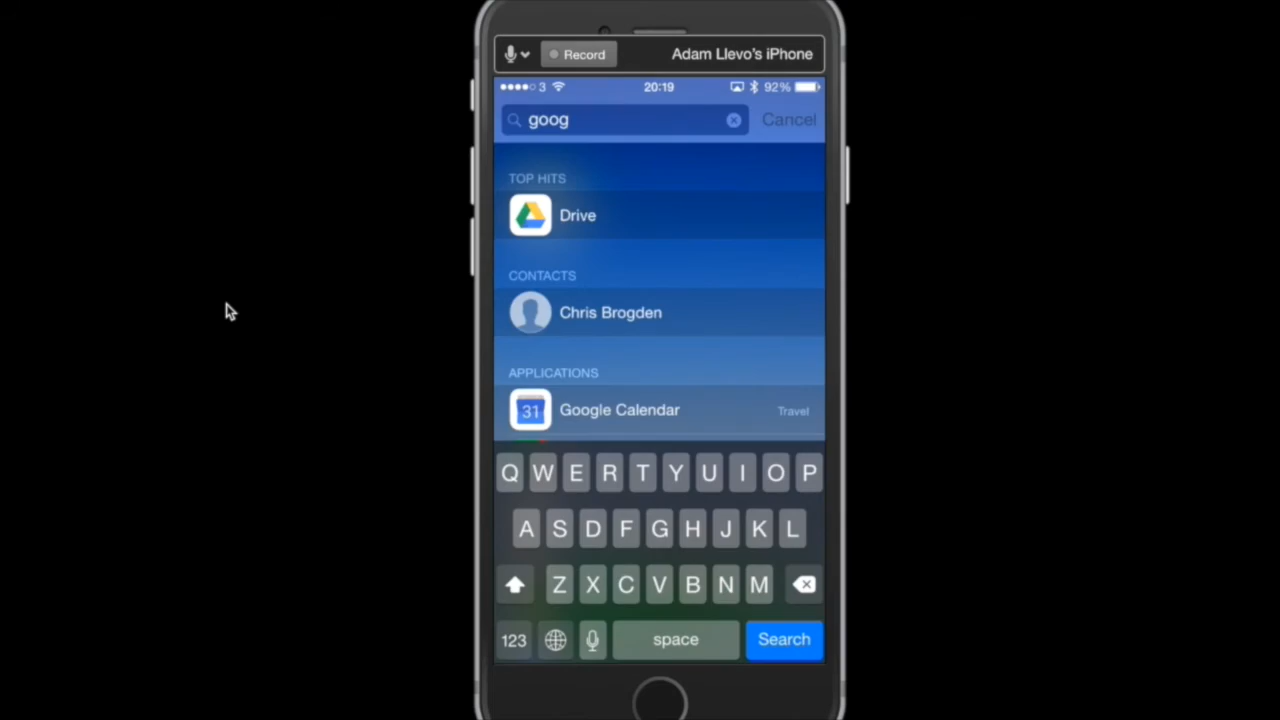 Record Adam Llevo's iPhone
3 20:19 92%
goog Cancel
TOP HITS
Drive
CONTACTS
Chris Brogden
APPLICATIONS
31 Google Calendar Travel
Q W E R T Y U I O P
A S D F G H J K L
Z X C V B N M
123 space Search